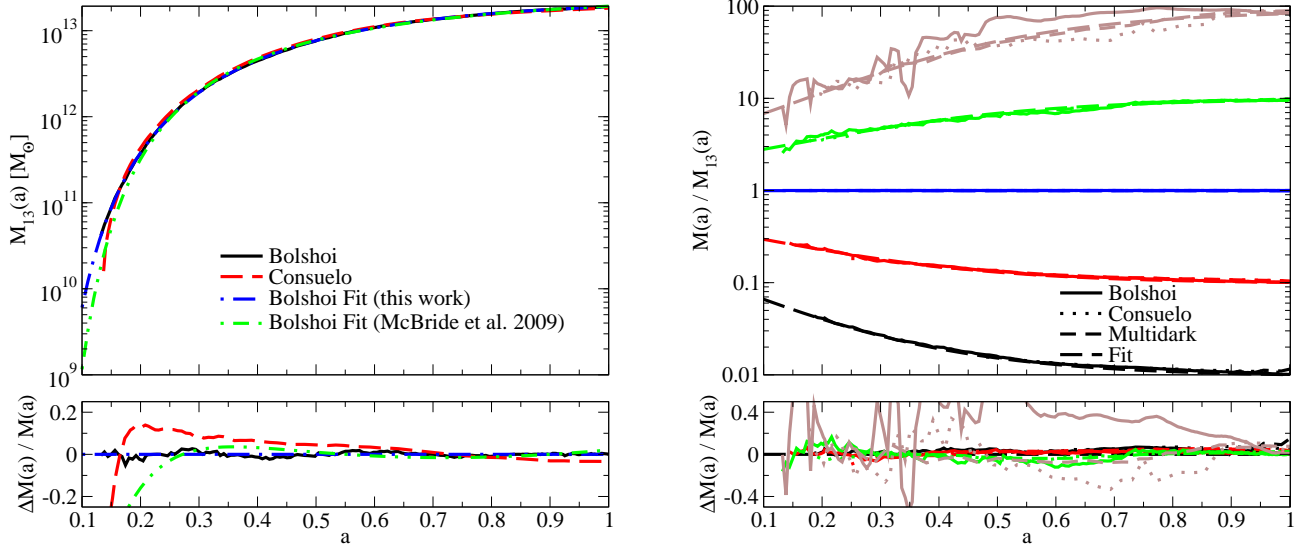 10^13
10^12
10^11
10^10
10^9
M_13(a) [M_Θ]
Bolshoi
Consuelo
Bolshoi Fit (this work)
Bolshoi Fit (McBride et al. 2009)
0.2
0
-0.2
ΔM(a) / M(a)
0.1 0.2 0.3 0.4 0.5 0.6 0.7 0.8 0.9 1
a
100
10
1
0.1
0.01
M(a) / M_13(a)
Bolshoi
Consuelo
Multidark
Fit
0.4
0
-0.4
ΔM(a) / M(a)
0.1 0.2 0.3 0.4 0.5 0.6 0.7 0.8 0.9 1
a